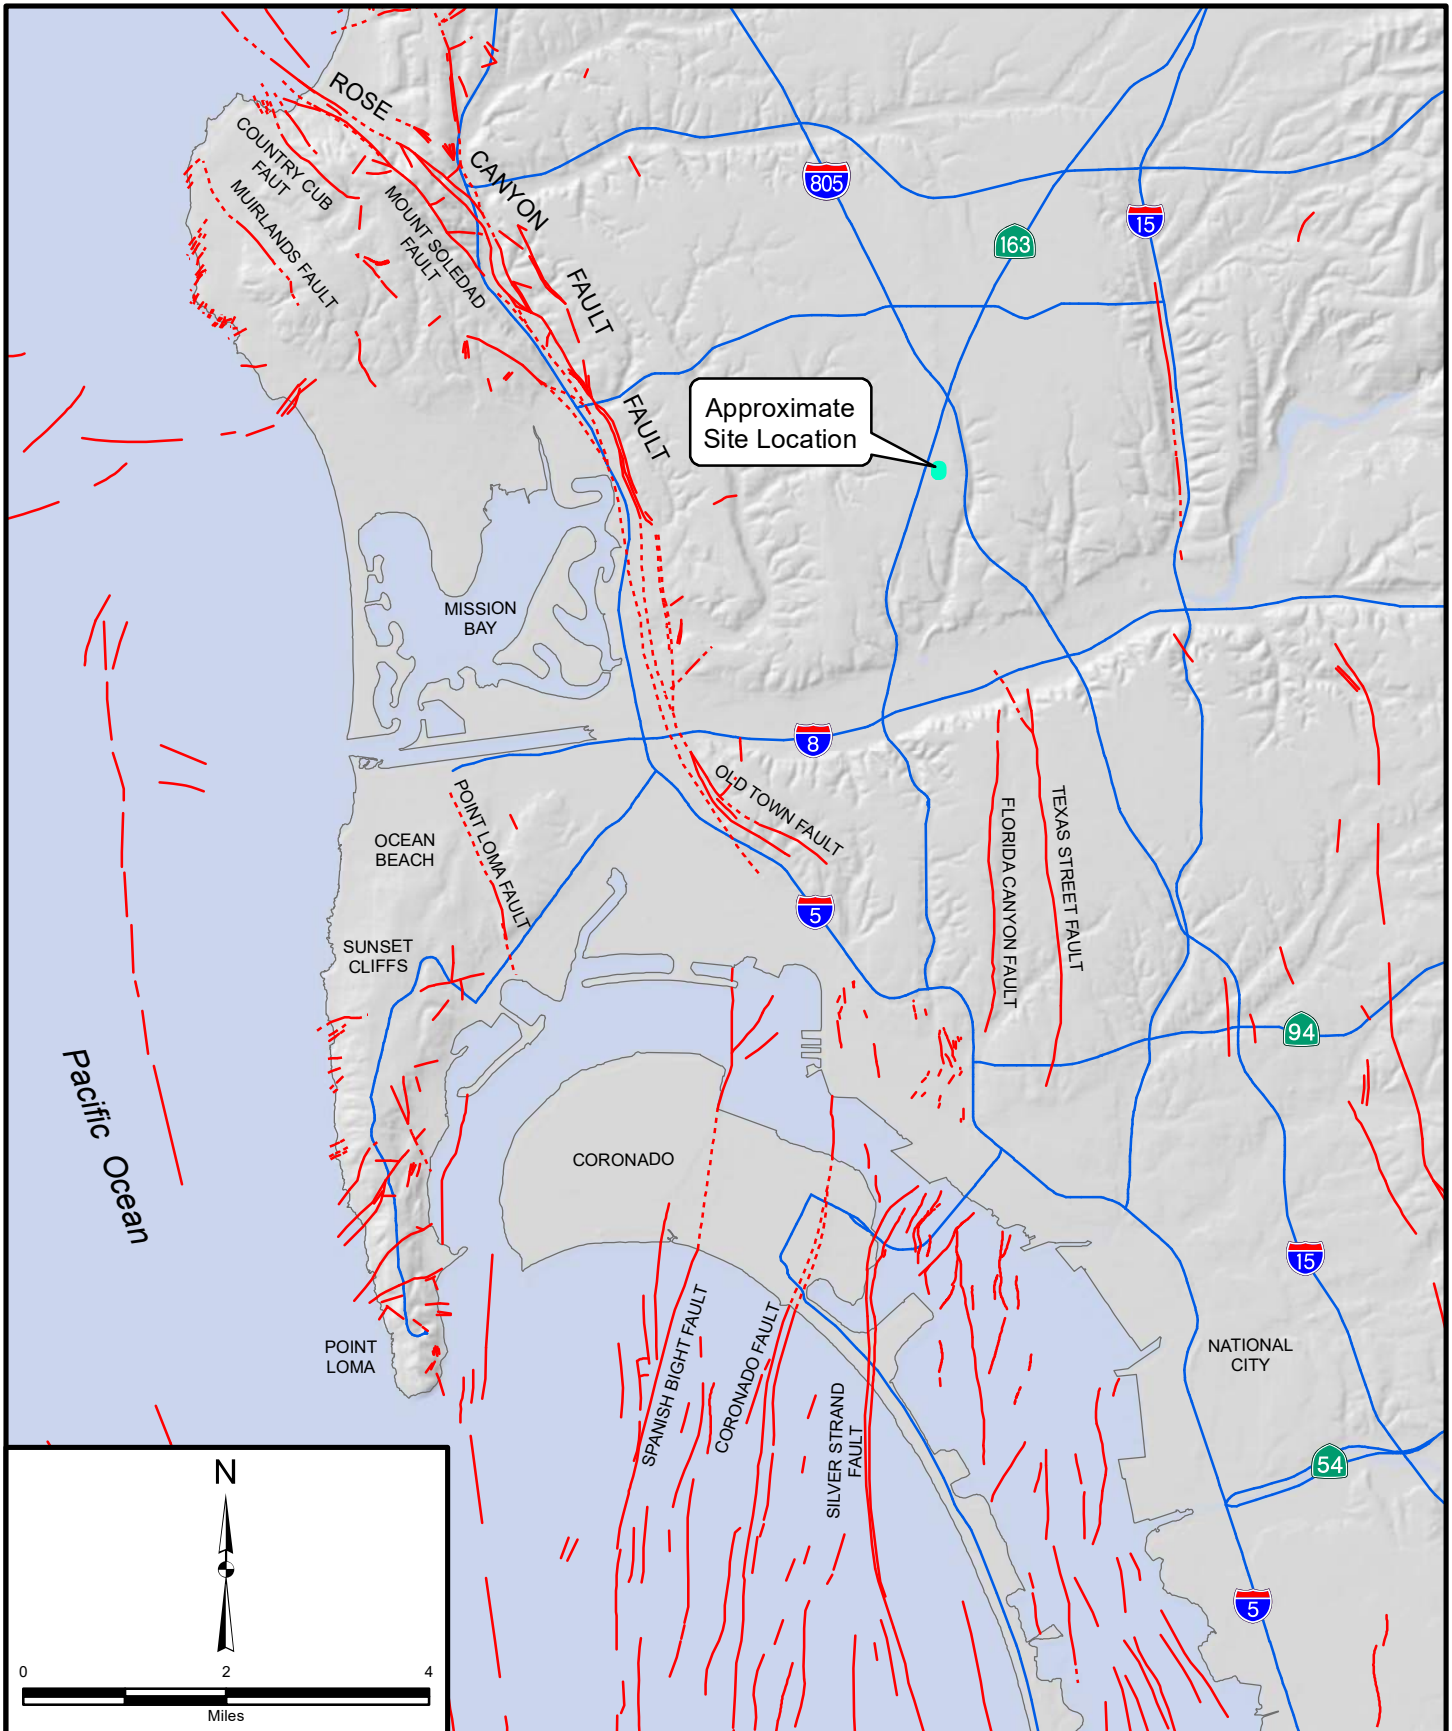 ROSE
CANYON
FAULT
FAULT
COUNTRY CUB
FAUT
MUIRLANDS FAULT
MOUNT SOLEDAD
FAULT
805
163
15
Approximate
Site Location
MISSION
BAY
8
OLD TOWN FAULT
POINT LOMA FAULT
OCEAN
BEACH
FLORIDA CANYON FAULT
TEXAS STREET FAULT
5
SUNSET
CLIFFS
94
Pacific Ocean
CORONADO
15
POINT
LOMA
SPANISH BIGHT FAULT
CORONADO FAULT
SILVER STRAND
FAULT
NATIONAL
CITY
54
5
N
0 2 4
Miles